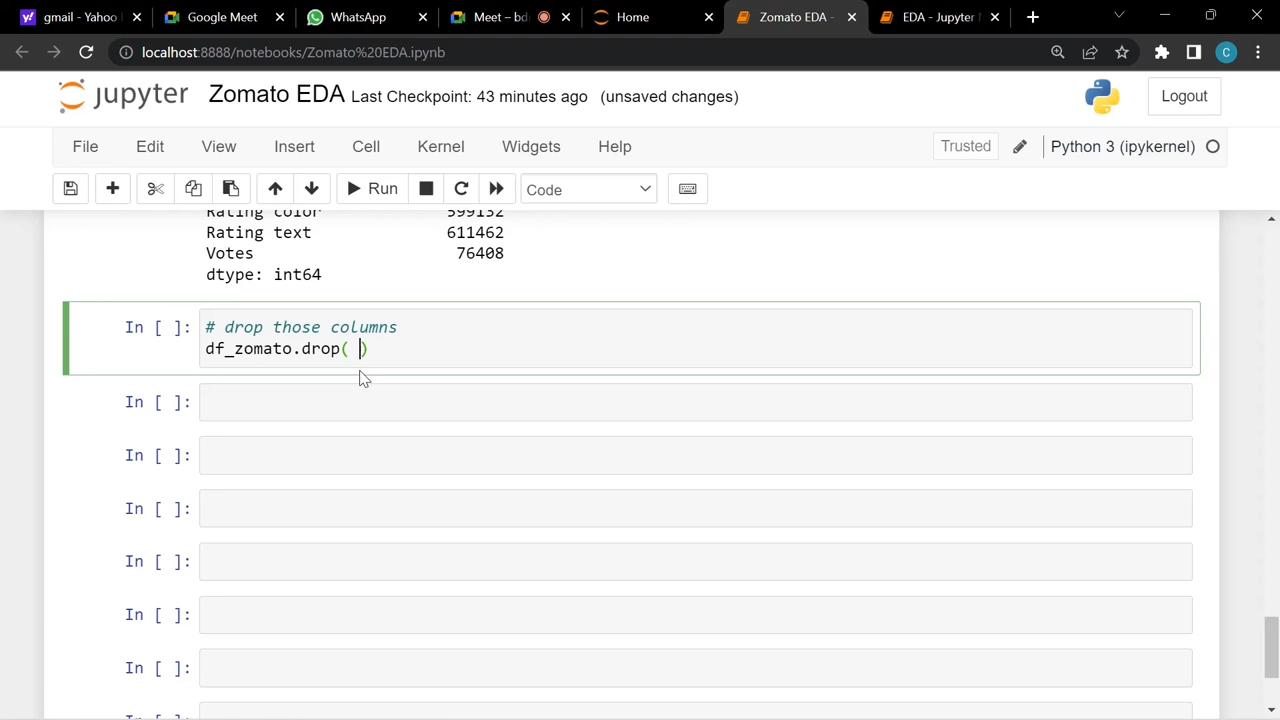 gmail - Yahoo
Google Meet
WhatsApp
Meet – bd
Home
Zomato EDA -
EDA - Jupyter
localhost:8888/notebooks/Zomato%20EDA.ipynb
C
jupyter Zomato EDA Last Checkpoint: 43 minutes ago (unsaved changes)
Logout
File Edit View Insert Cell Kernel Widgets Help
Trusted
Python 3 (ipykernel)
Run
Code
Rating color 599132
Rating text 611462
Votes 76408
dtype: int64
In [ ]: # drop those columns
df_zomato.drop( )
In [ ]:
In [ ]:
In [ ]:
In [ ]:
In [ ]:
In [ ]: